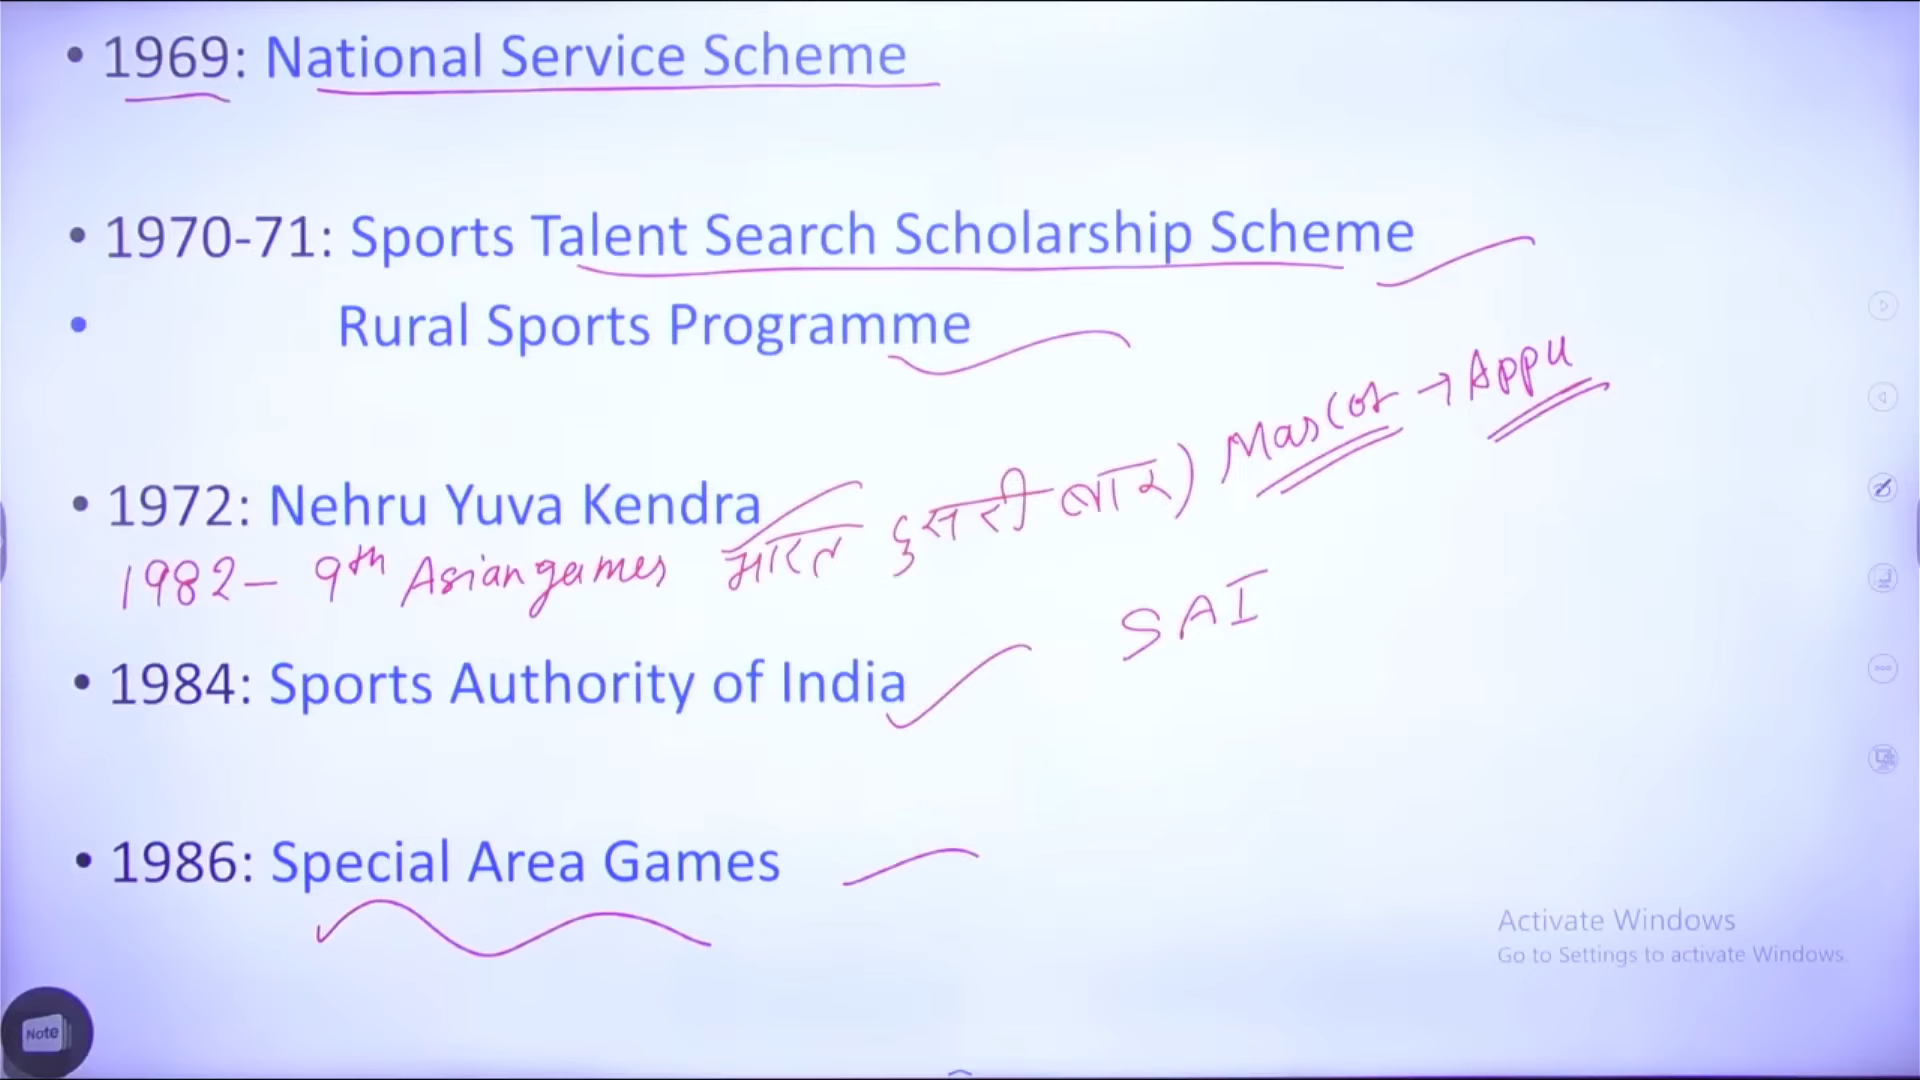 • 1969: National Service Scheme
• 1970-71: Sports Talent Search Scholarship Scheme
• Rural Sports Programme
• 1972: Nehru Yuva Kendra
1982- 9th Asian games भारत दुसरी बार) Mascot → Appu
SAI
• 1984: Sports Authority of India
• 1986: Special Area Games
Activate Windows
Go to Settings to activate Windows.
Note